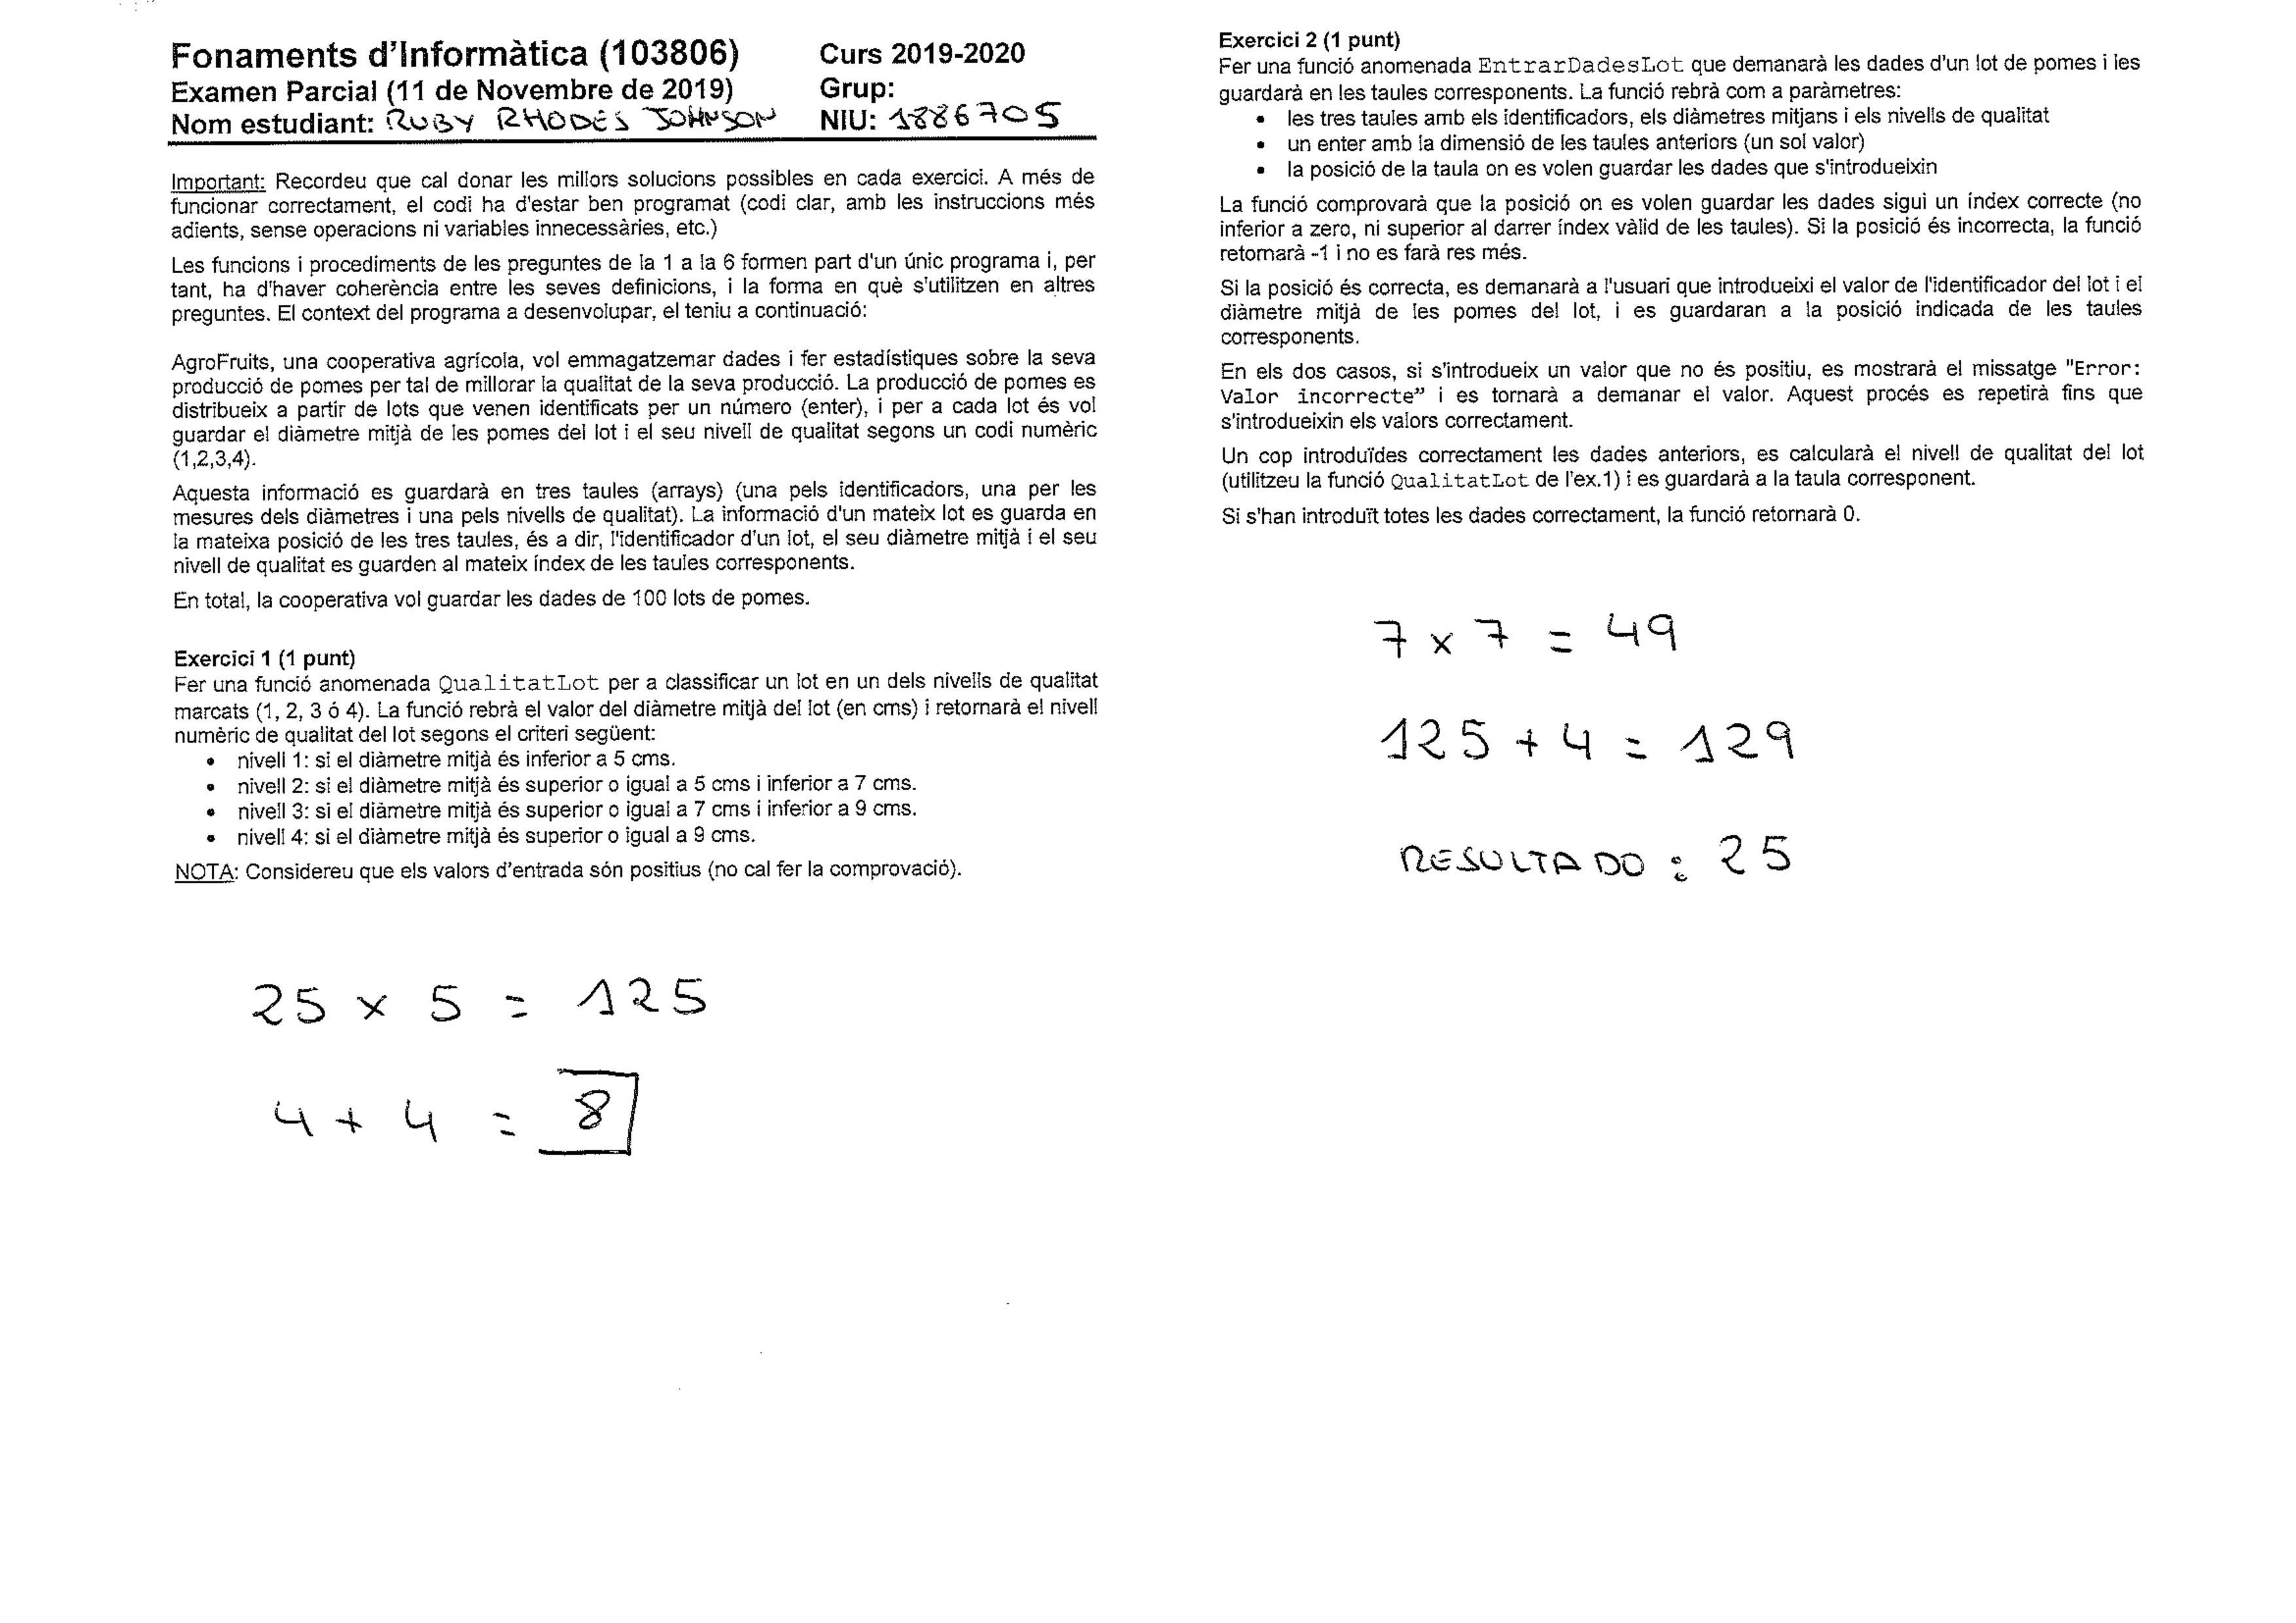 Fonaments d'Informàtica (103806) Curs 2019-2020
Examen Parcial (11 de Novembre de 2019) Grup:
Nom estudiant: RUBY RHODES JOHNSON NIU: 1886705
Important: Recordeu que cal donar les millors solucions possibles en cada exercici. A més de
funcionar correctament, el codi ha d'estar ben programat (codi clar, amb les instruccions més
adients, sense operacions ni variables innecessàries, etc.)
Les funcions i procediments de les preguntes de la 1 a la 6 formen part d'un únic programa i, per
tant, ha d'haver coherència entre les seves definicions, i la forma en què s'utilitzen en altres
preguntes. El context del programa a desenvolupar, el teniu a continuació:
AgroFruits, una cooperativa agrícola, vol emmagatzemar dades i fer estadístiques sobre la seva
producció de pomes per tal de millorar la qualitat de la seva producció. La producció de pomes es
distribueix a partir de lots que venen identificats per un número (enter), i per a cada lot és vol
guardar el diàmetre mitjà de les pomes del lot i el seu nivell de qualitat segons un codi numèric
(1,2,3,4).
Aquesta informació es guardarà en tres taules (arrays) (una pels identificadors, una per les
mesures dels diàmetres i una pels nivells de qualitat). La informació d'un mateix lot es guarda en
la mateixa posició de les tres taules, és a dir, l'identificador d'un lot, el seu diàmetre mitjà i el seu
nivell de qualitat es guarden al mateix índex de les taules corresponents.
En total, la cooperativa vol guardar les dades de 100 lots de pomes.
Exercici 1 (1 punt)
Fer una funció anomenada QualitatLot per a classificar un lot en un dels nivells de qualitat
marcats (1, 2, 3 ó 4). La funció rebrà el valor del diàmetre mitjà del lot (en cms) i retornarà el nivell
numèric de qualitat del lot segons el criteri següent:
• nivell 1: si el diàmetre mitjà és inferior a 5 cms.
• nivell 2: si el diàmetre mitjà és superior o igual a 5 cms i inferior a 7 cms.
• nivell 3: si el diàmetre mitjà és superior o igual a 7 cms i inferior a 9 cms.
• nivell 4: si el diàmetre mitjà és superior o igual a 9 cms.
NOTA: Considereu que els valors d'entrada són positius (no cal fer la comprovació).
25 x 5 = 125
4 + 4 = 8
Exercici 2 (1 punt)
Fer una funció anomenada EntrarDadesLot que demanarà les dades d'un lot de pomes i les
guardarà en les taules corresponents. La funció rebrà com a paràmetres:
• les tres taules amb els identificadors, els diàmetres mitjans i els nivells de qualitat
• un enter amb la dimensió de les taules anteriors (un sol valor)
• la posició de la taula on es volen guardar les dades que s'introdueixin
La funció comprovarà que la posició on es volen guardar les dades sigui un índex correcte (no
inferior a zero, ni superior al darrer índex vàlid de les taules). Si la posició és incorrecta, la funció
retornarà -1 i no es farà res més.
Si la posició és correcta, es demanarà a l'usuari que introdueixi el valor de l'identificador del lot i el
diàmetre mitjà de les pomes del lot, i es guardaran a la posició indicada de les taules
corresponents.
En els dos casos, si s'introdueix un valor que no és positiu, es mostrarà el missatge "Error:
Valor incorrecte" i es tornarà a demanar el valor. Aquest procés es repetirà fins que
s'introdueixin els valors correctament.
Un cop introduïdes correctament les dades anteriors, es calcularà el nivell de qualitat del lot
(utilitzeu la funció QualitatLot de l'ex.1) i es guardarà a la taula corresponent.
Si s'han introduït totes les dades correctament, la funció retornarà 0.
7 x 7 = 49
125 + 4 = 129
RESULTADO : 25